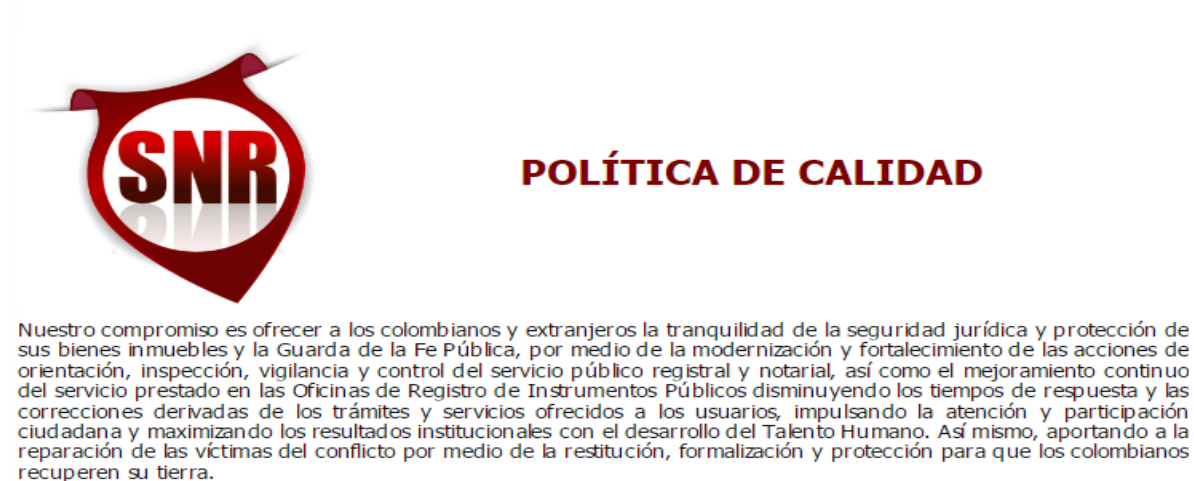 SNR
POLÍTICA DE CALIDAD
Nuestro compromiso es ofrecer a los colombianos y extranjeros la tranquilidad de la seguridad jurídica y protección de
sus bienes inmuebles y la Guarda de la Fe Pública, por medio de la modernización y fortalecimiento de las acciones de
orientación, inspección, vigilancia y control del servicio público registral y notarial, así como el mejoramiento continuo
del servicio prestado en las Oficinas de Registro de Instrumentos Públicos disminuyendo los tiempos de respuesta y las
correcciones derivadas de los trámites y servicios ofrecidos a los usuarios, impulsando la atención y participación
ciudadana y maximizando los resultados institucionales con el desarrollo del Talento Humano. Así mismo, aportando a la
reparación de las víctimas del conflicto por medio de la restitución, formalización y protección para que los colombianos
recuperen su tierra.